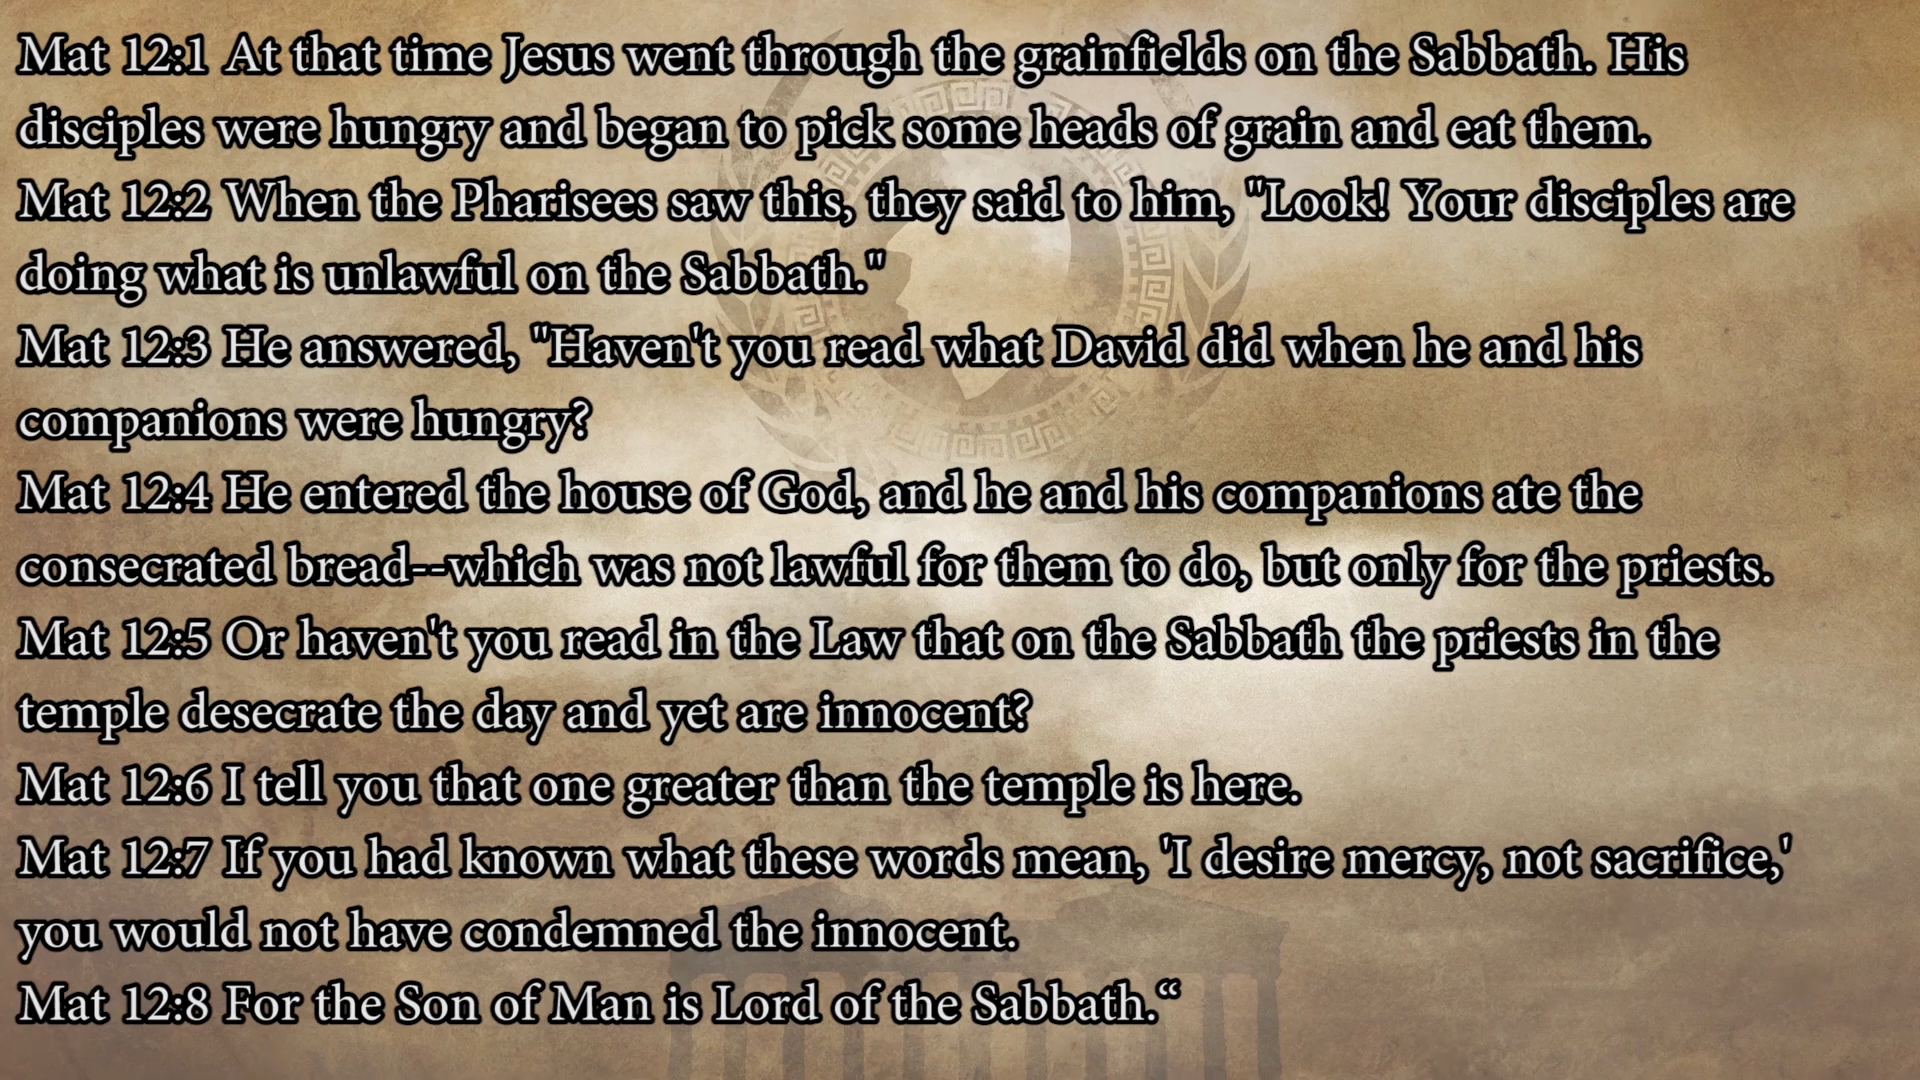 Mat 12:1 At that time Jesus went through the grainfields on the Sabbath. His
disciples were hungry and began to pick some heads of grain and eat them.
Mat 12:2 When the Pharisees saw this, they said to him, "Look! Your disciples are
doing what is unlawful on the Sabbath."
Mat 12:3 He answered, "Haven't you read what David did when he and his
companions were hungry?
Mat 12:4 He entered the house of God, and he and his companions ate the
consecrated bread--which was not lawful for them to do, but only for the priests.
Mat 12:5 Or haven't you read in the Law that on the Sabbath the priests in the
temple desecrate the day and yet are innocent?
Mat 12:6 I tell you that one greater than the temple is here.
Mat 12:7 If you had known what these words mean, 'I desire mercy, not sacrifice,'
you would not have condemned the innocent.
Mat 12:8 For the Son of Man is Lord of the Sabbath.“